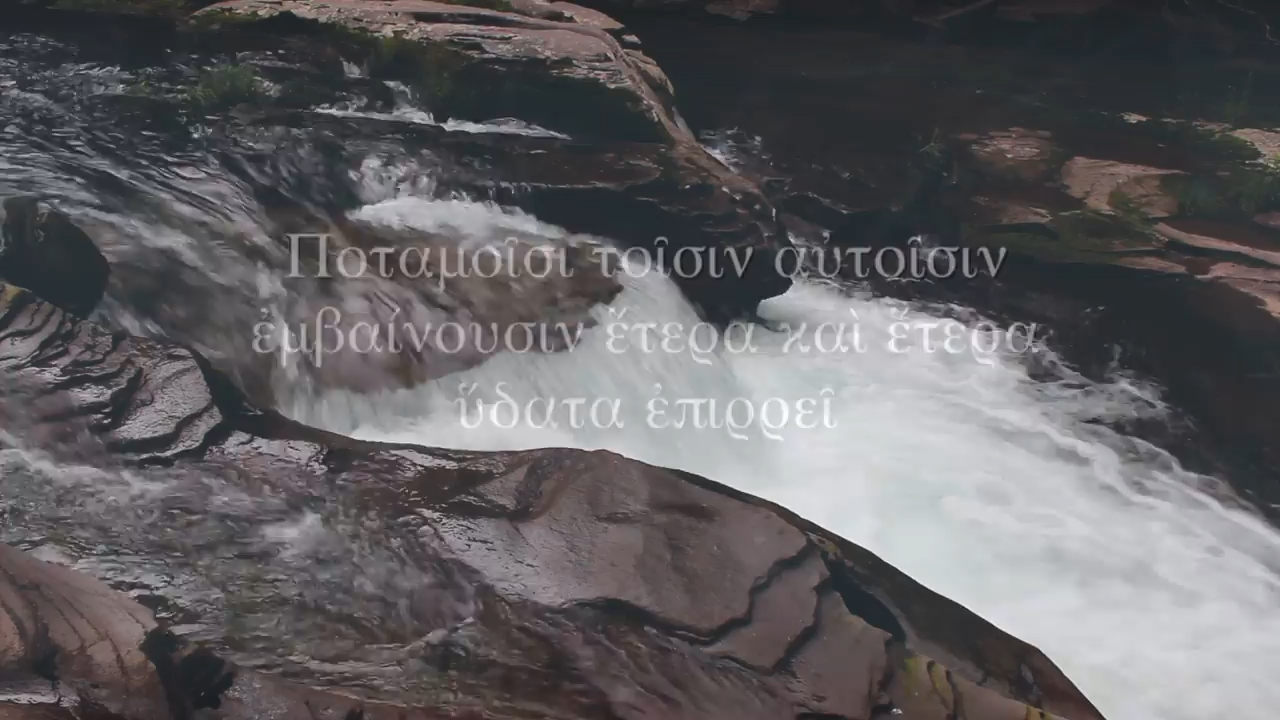 Ποταμοῖσι τοῖσιν αὐτοῖσιν
ἐμβαίνουσιν ἕτερα καὶ ἕτερα
ὕδατα ἐπιρρεῖ